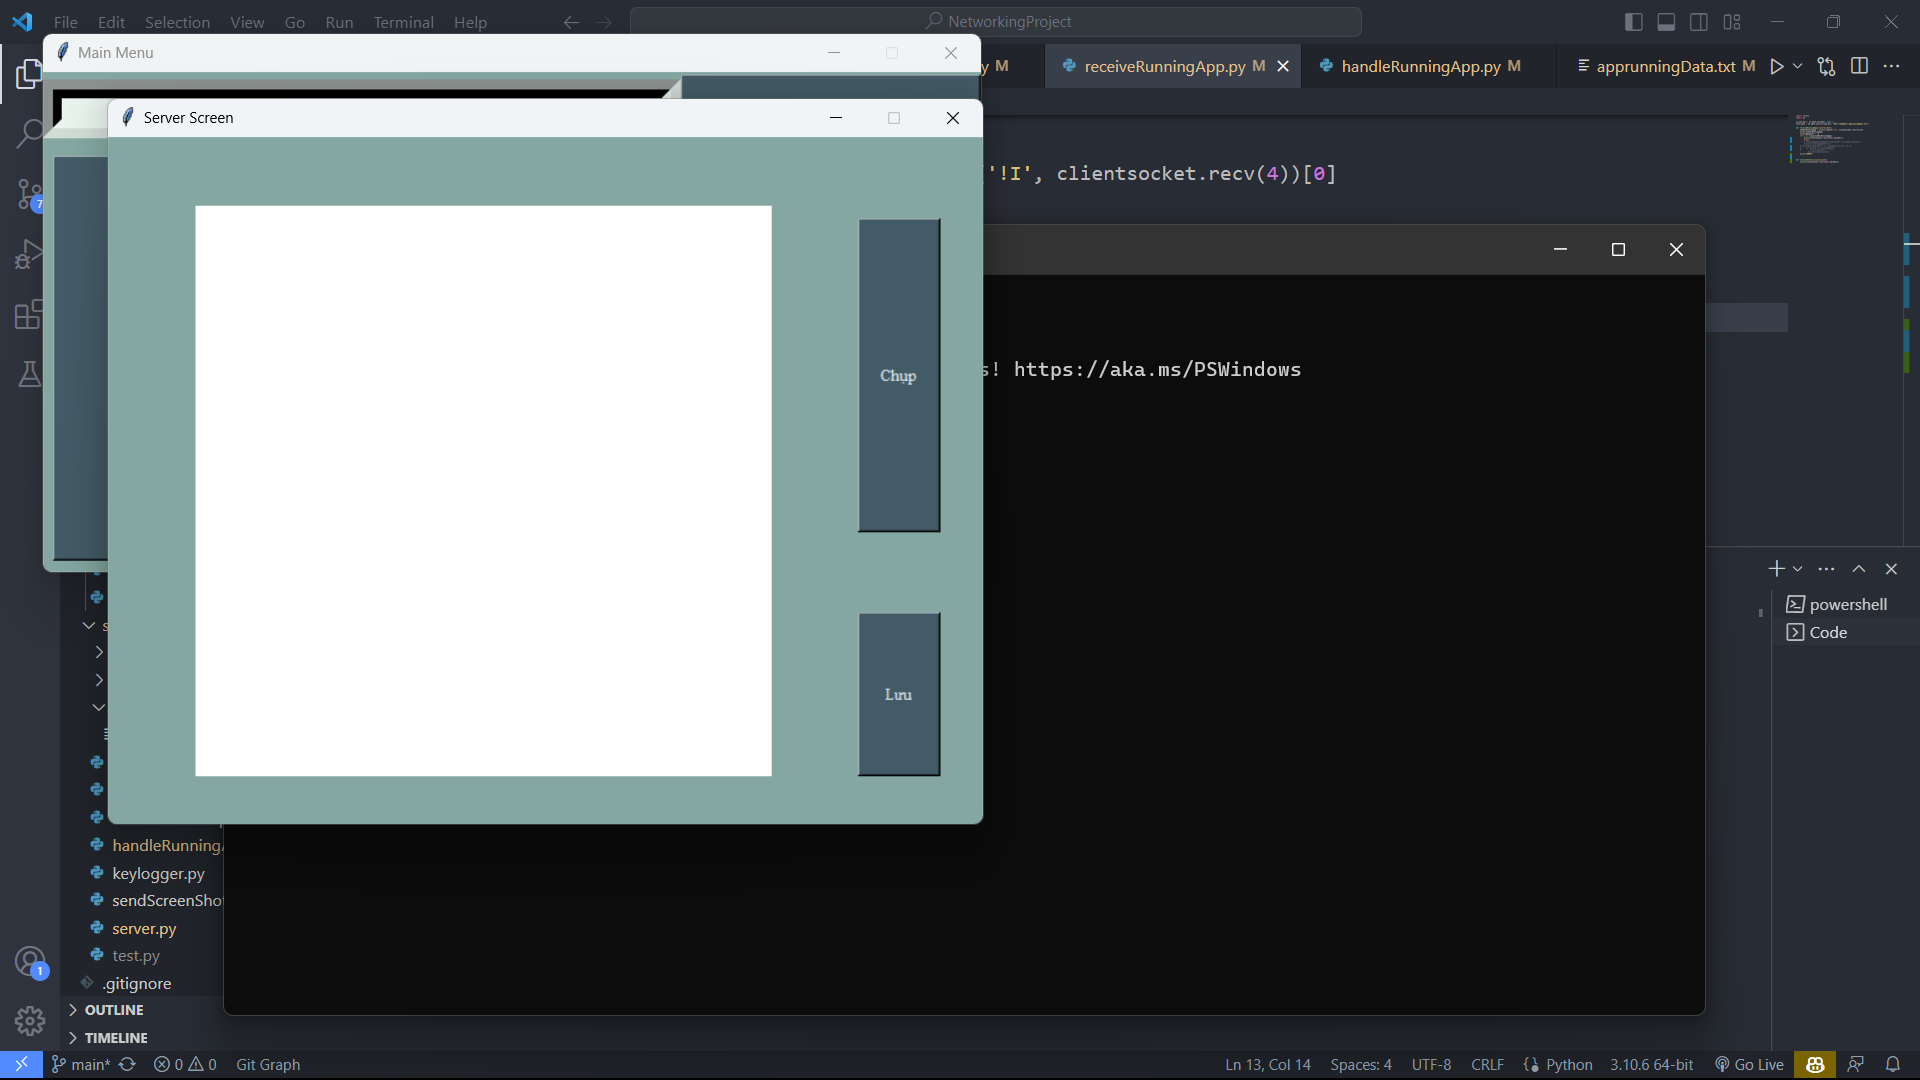 File Edit Selection View Go Run Terminal Help
NetworkingProject
Main Menu
y M
receiveRunningApp.py M
handleRunningApp.py M
apprunningData.txt M
Server Screen
'!I', clientsocket.recv(4))[0]
7
Chụp
s! https://aka.ms/PSWindows
powershell
Code
Lưu
handleRunning
keylogger.py
sendScreenSho
server.py
test.py
.gitignore
1
OUTLINE
TIMELINE
main* 0 0 Git Graph
Ln 13, Col 14 Spaces: 4 UTF-8 CRLF Python 3.10.6 64-bit Go Live